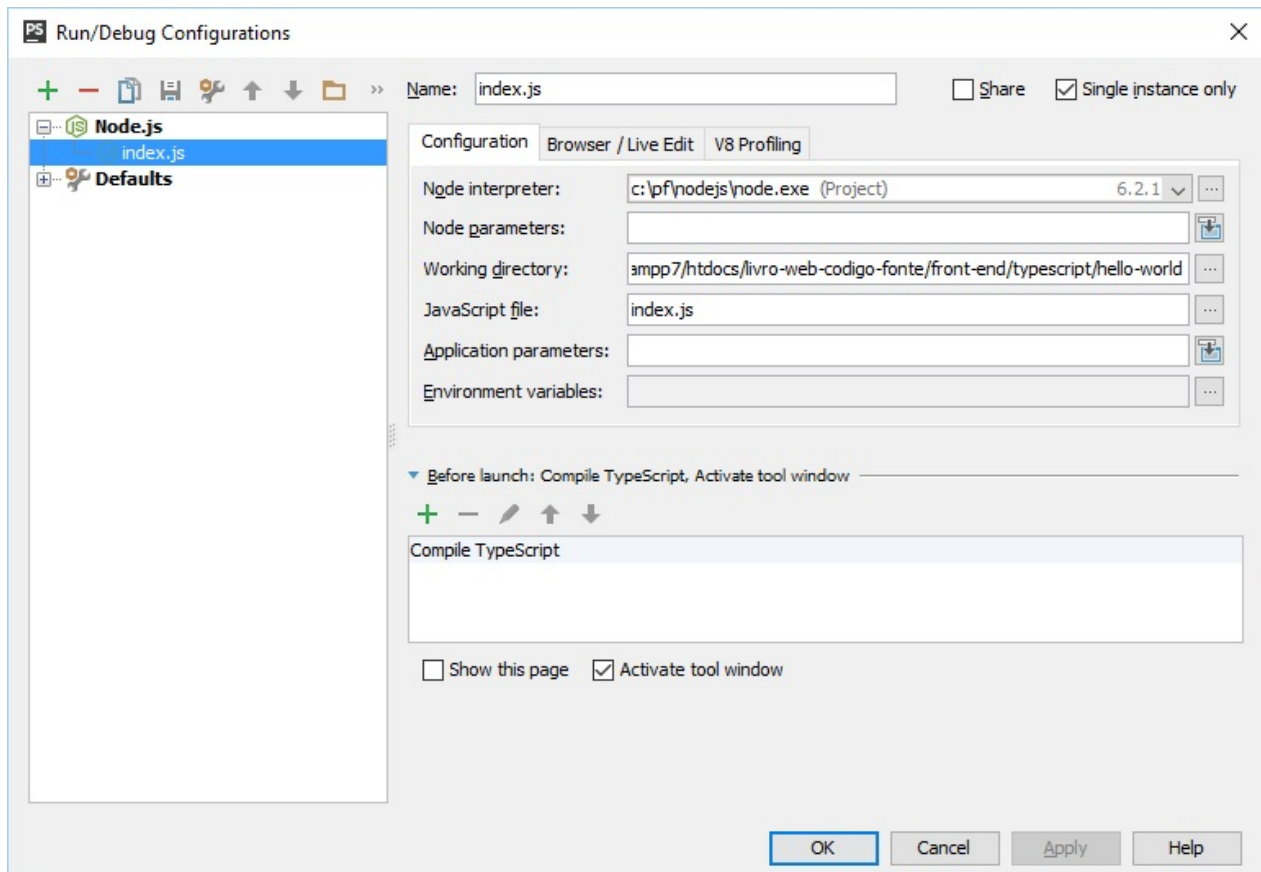 PS Run/Debug Configurations
Name: index.js Share Single instance only
JS Node.js
index.js
Defaults
Configuration Browser / Live Edit V8 Profiling
Node interpreter: c:\pf\nodejs\node.exe (Project) 6.2.1 ...
Node parameters:
Working directory: ampp7/htdocs/livro-web-codigo-fonte/front-end/typescript/hello-world ...
JavaScript file: index.js ...
Application parameters:
Environment variables: ...
Before launch: Compile TypeScript, Activate tool window
Compile TypeScript
Show this page Activate tool window
OK Cancel Apply Help